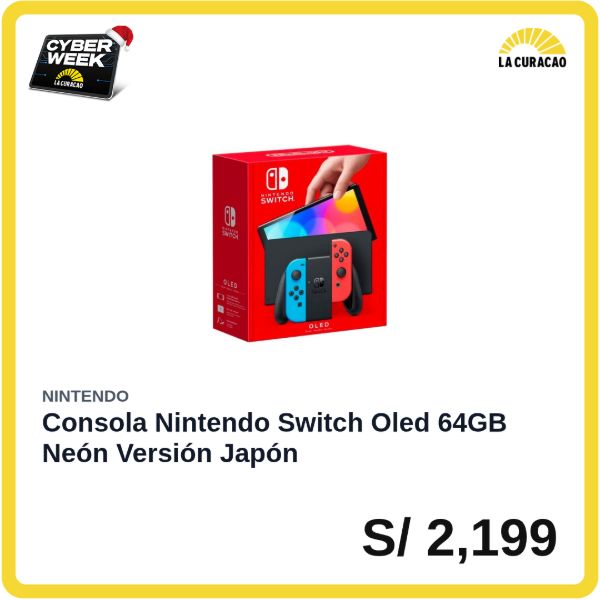 CYBER
WEEK
LA CURACAO
LA CURACAO
NINTENDO
SWITCH
NINTENDO
SWITCH
OLED
OLED
NINTENDO
Consola Nintendo Switch Oled 64GB
Neón Versión Japón
S/ 2,199